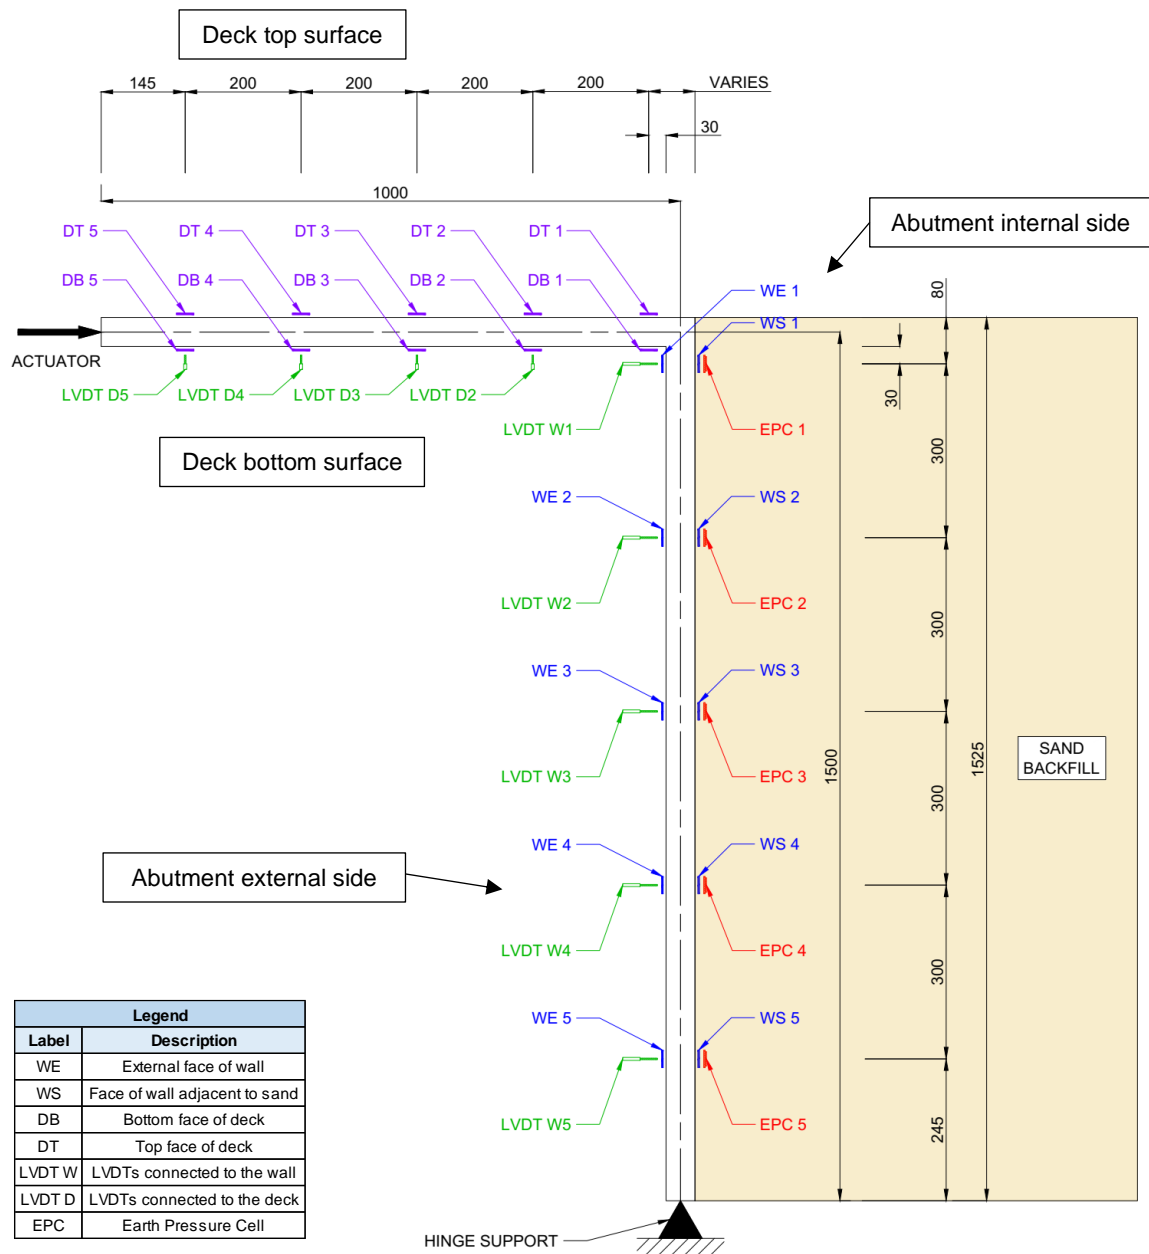 Deck top surface
145
200
200
200
200
VARIES
30
1000
Abutment internal side
DT 5
DT 4
DT 3
DT 2
DT 1
DB 5
DB 4
DB 3
DB 2
DB 1
WE 1
80
WS 1
ACTUATOR
LVDT D5
LVDT D4
LVDT D3
LVDT D2
LVDT W1
EPC 1
30
300
Deck bottom surface
WE 2
WS 2
LVDT W2
EPC 2
300
WE 3
WS 3
LVDT W3
EPC 3
1500
300
1525
SAND
BACKFILL
Abutment external side
WE 4
WS 4
LVDT W4
EPC 4
300
WE 5
WS 5
LVDT W5
EPC 5
245
Legend
Label Description
WE External face of wall
WS Face of wall adjacent to sand
DB Bottom face of deck
DT Top face of deck
LVDT W LVDTs connected to the wall
LVDT D LVDTs connected to the deck
EPC Earth Pressure Cell
HINGE SUPPORT